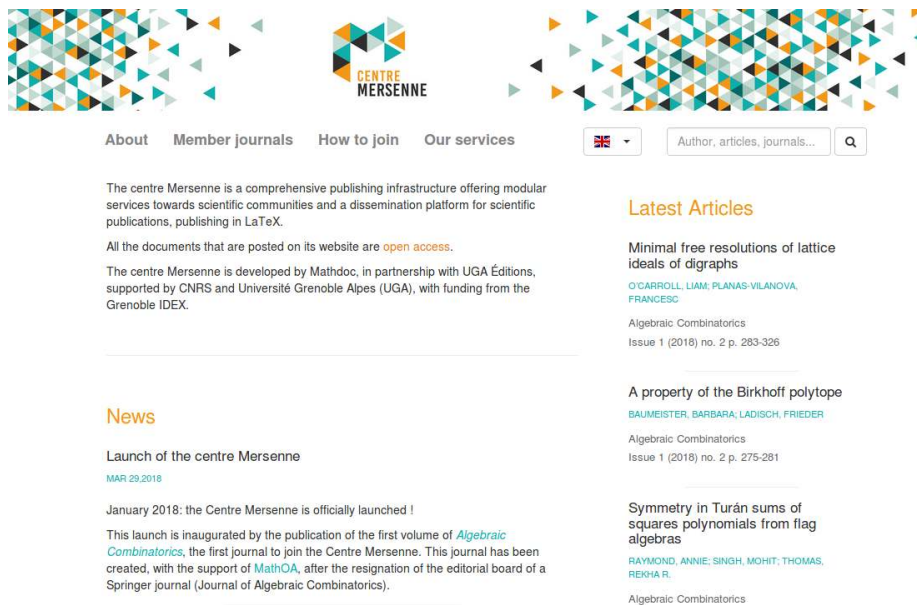 CENTRE
MERSENNE
About Member journals How to join Our services
Author, articles, journals...
The centre Mersenne is a comprehensive publishing infrastructure offering modular
services towards scientific communities and a dissemination platform for scientific
publications, publishing in LaTeX.
All the documents that are posted on its website are open access.
The centre Mersenne is developed by Mathdoc, in partnership with UGA Éditions,
supported by CNRS and Université Grenoble Alpes (UGA), with funding from the
Grenoble IDEX.
News
Launch of the centre Mersenne
MAR 29,2018
January 2018: the Centre Mersenne is officially launched !
This launch is inaugurated by the publication of the first volume of Algebraic
Combinatorics, the first journal to join the Centre Mersenne. This journal has been
created, with the support of MathOA, after the resignation of the editorial board of a
Springer journal (Journal of Algebraic Combinatorics).
Latest Articles
Minimal free resolutions of lattice
ideals of digraphs
O'CARROLL, LIAM; PLANAS-VILANOVA,
FRANCESC
Algebraic Combinatorics
Issue 1 (2018) no. 2 p. 283-326
A property of the Birkhoff polytope
BAUMEISTER, BARBARA; LADISCH, FRIEDER
Algebraic Combinatorics
Issue 1 (2018) no. 2 p. 275-281
Symmetry in Turán sums of
squares polynomials from flag
algebras
RAYMOND, ANNIE; SINGH, MOHIT; THOMAS,
REKHA R.
Algebraic Combinatorics